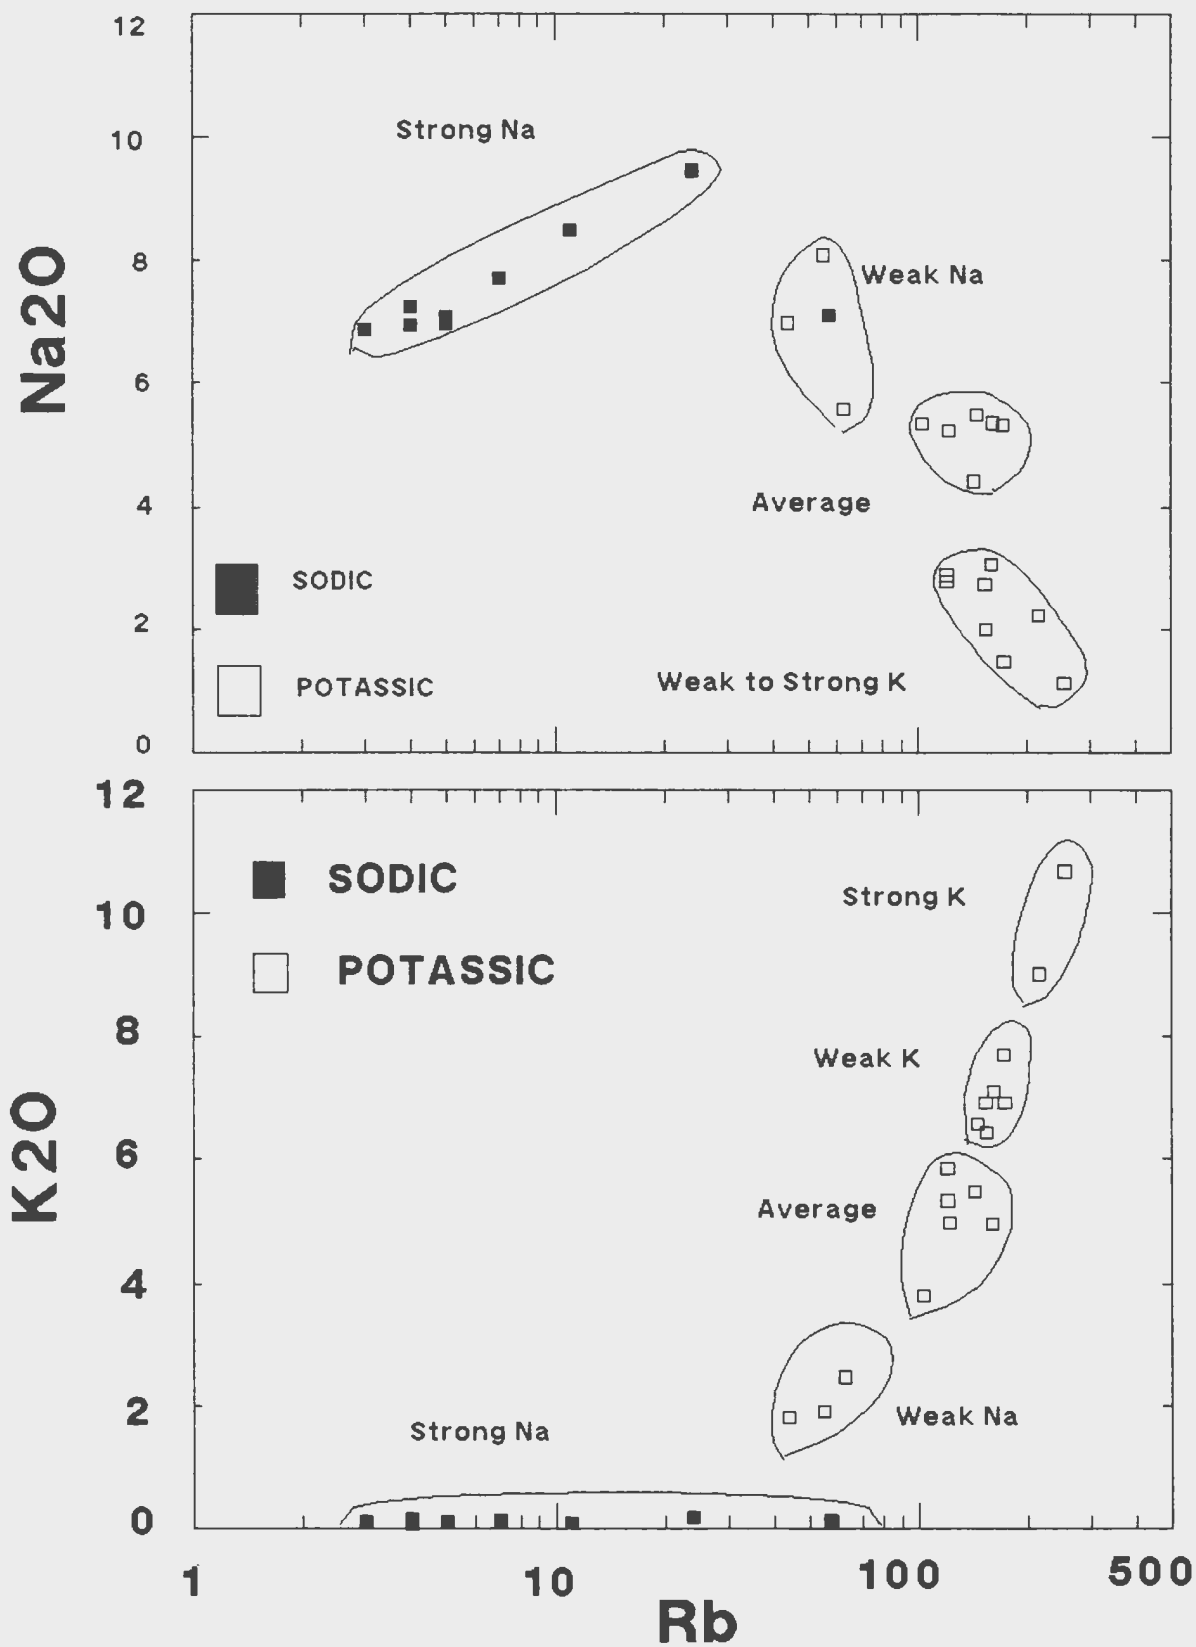 12
Strong Na
10
8
Weak Na
Na2O
6
4
Average
SODIC
2
Weak to Strong K
POTASSIC
0
12
SODIC
Strong K
10
POTASSIC
8
Weak K
K2O
6
Average
4
2
Weak Na
Strong Na
0
1
10
100
500
Rb